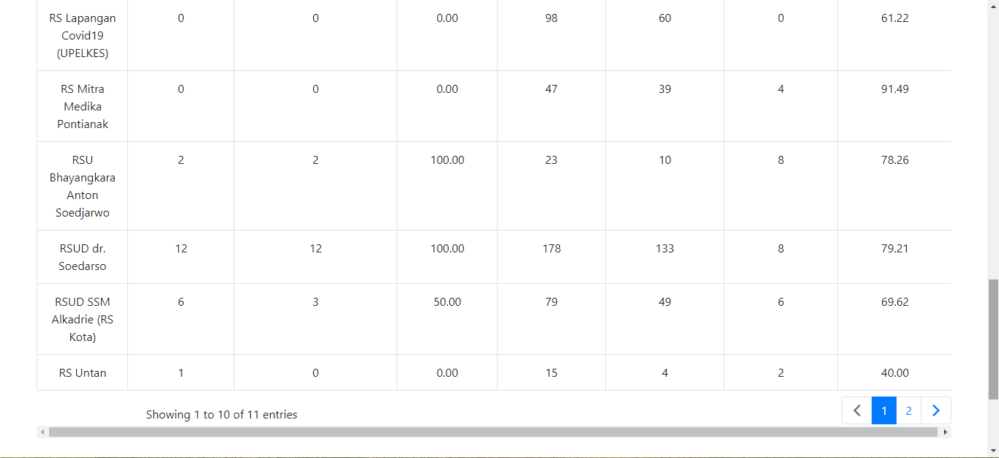 RS Lapangan 0 0 0.00 98 60 0 61.22
Covid19
(UPELKES)
RS Mitra 0 0 0.00 47 39 4 91.49
Medika
Pontianak
RSU 2 2 100.00 23 10 8 78.26
Bhayangkara
Anton
Soedjarwo
RSUD dr. 12 12 100.00 178 133 8 79.21
Soedarso
RSUD SSM 6 3 50.00 79 49 6 69.62
Alkadrie (RS
Kota)
RS Untan 1 0 0.00 15 4 2 40.00
Showing 1 to 10 of 11 entries 1 2